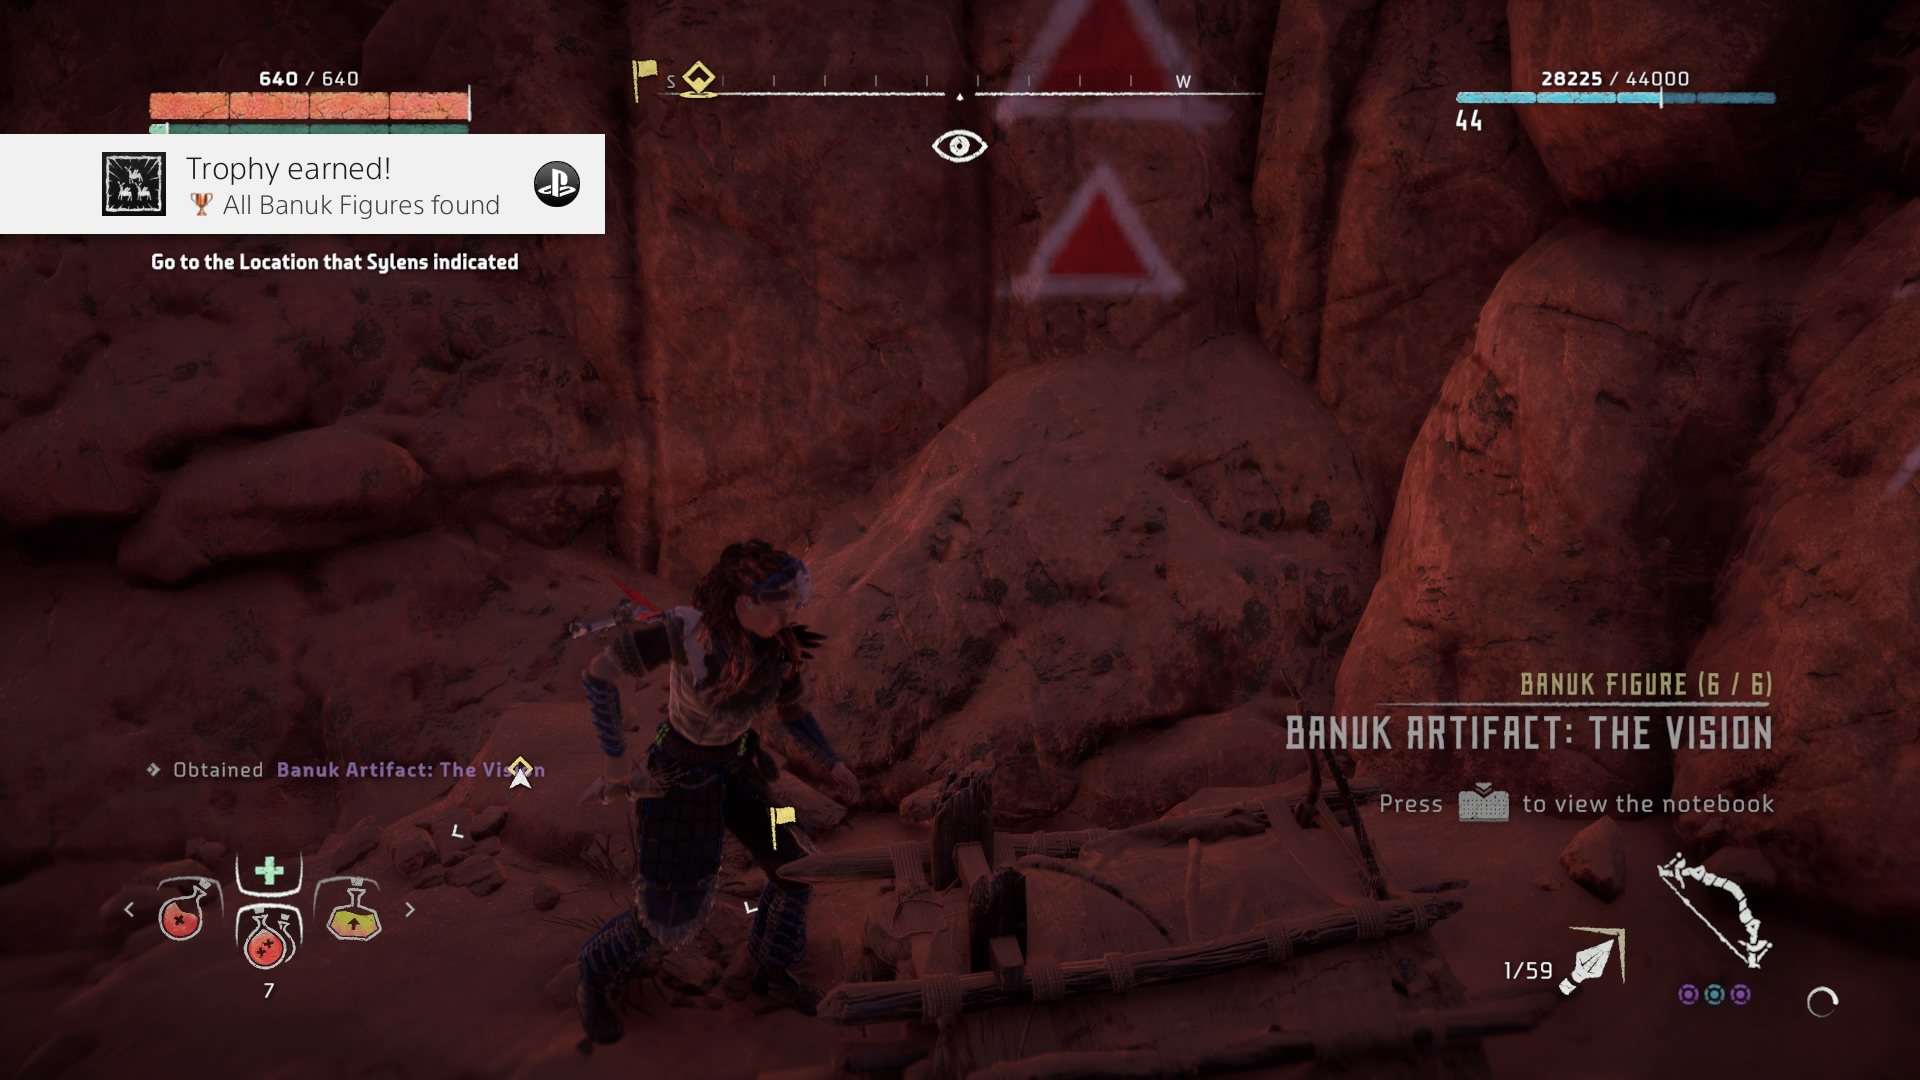 640 / 640
S
W
28225 / 44000
44
Trophy earned!
All Banuk Figures found
Go to the Location that Sylens indicated
BANUK FIGURE (6 / 6)
BANUK ARTIFACT: THE VISION
Obtained Banuk Artifact: The Vision
Press to view the notebook
7
1/59